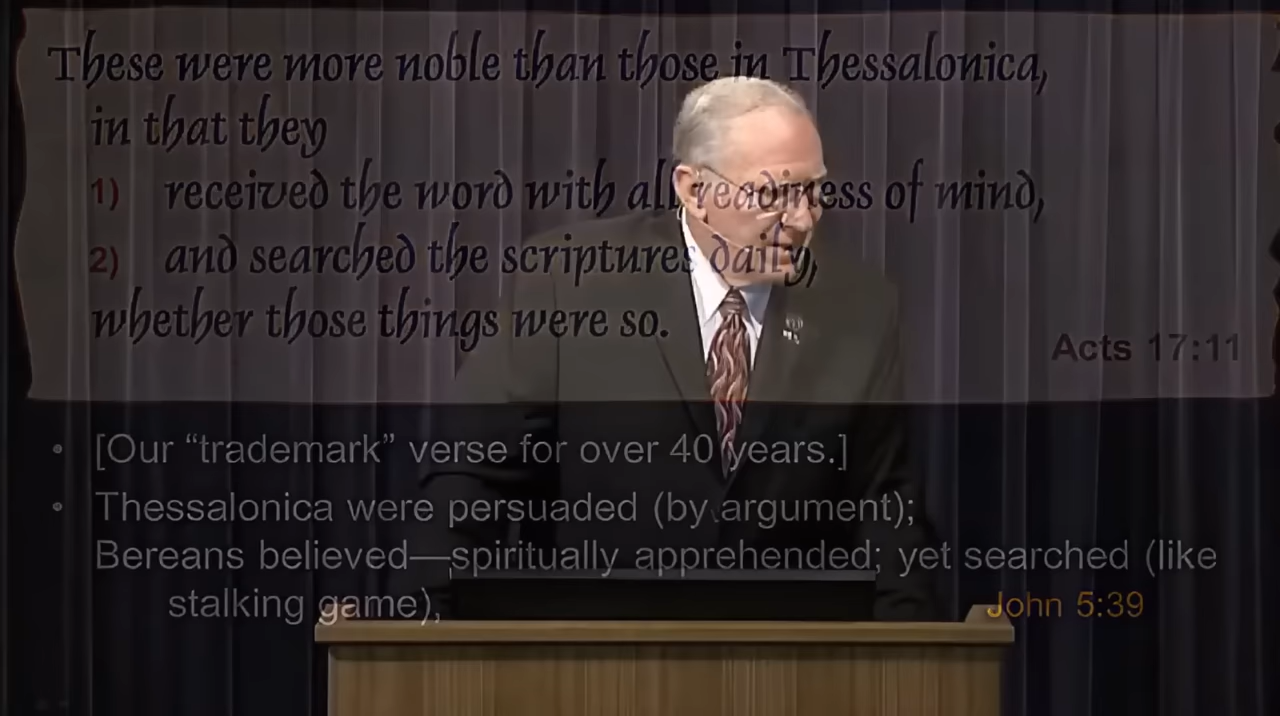 These were more noble than those in Thessalonica,
in that they
1) received the word with all readiness of mind,
2) and searched the scriptures daily,
whether those things were so.
Acts 17:11
• [Our “trademark” verse for over 40 years.]
• Thessalonica were persuaded (by argument);
Bereans believed—spiritually apprehended; yet searched (like
stalking game), John 5:39